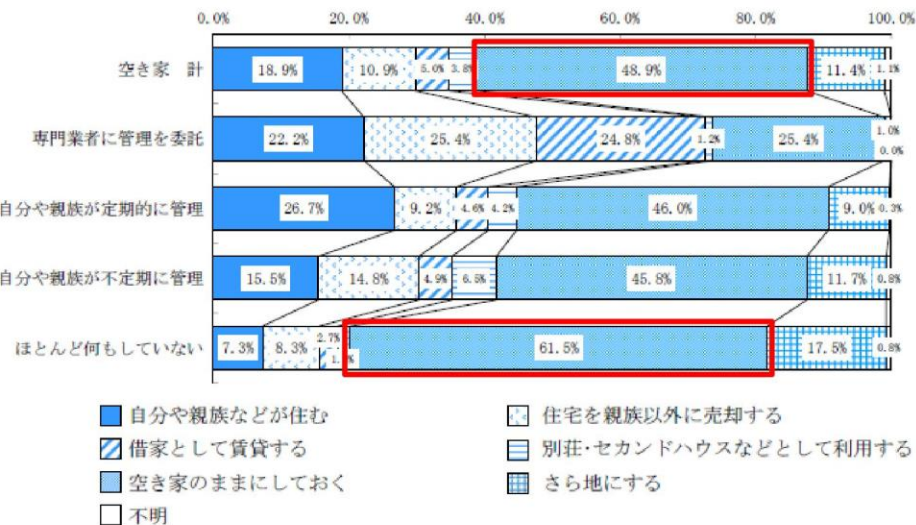 0.0% 20.0% 40.0% 60.0% 80.0% 100.0%
空き家 計 18.9% 10.9% 5.0% 3.8% 48.9% 11.4% 1.1%
専門業者に管理を委託 22.2% 25.4% 24.8% 1.2% 25.4% 1.0% 0.0%
自分や親族が定期的に管理 26.7% 9.2% 4.6% 4.2% 46.0% 9.0% 0.3%
自分や親族が不定期に管理 15.5% 14.8% 4.9% 6.5% 45.8% 11.7% 0.8%
ほとんど何もしていない 7.3% 8.3% 2.7% 61.5% 17.5% 0.8%
自分や親族などが住む 住宅を親族以外に売却する
借家として賃貸する 別荘・セカンドハウスなどとして利用する
空き家のままにしておく さら地にする
不明